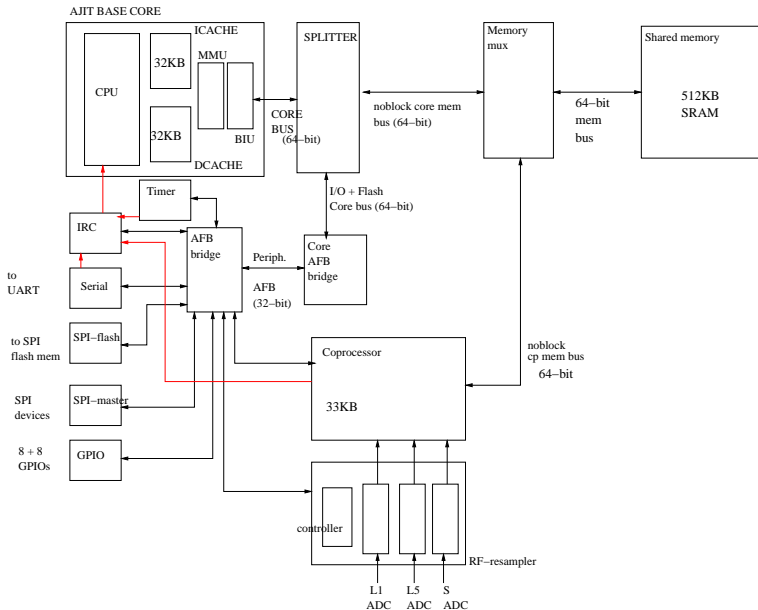 AJIT BASE CORE
ICACHE
32KB
MMU
CPU
32KB
BIU
DCACHE
CORE
BUS
(64-bit)
SPLITTER
noblock core mem
bus (64-bit)
Memory
mux
64-bit
mem
bus
Shared memory
512KB
SRAM
I/O + Flash
Core bus (64-bit)
Timer
IRC
AFB
bridge
Periph.
AFB
(32-bit)
Core
AFB
bridge
to
UART
Serial
to SPI
flash mem
SPI-flash
SPI
devices
SPI-master
8 + 8
GPIOs
GPIO
Coprocessor
33KB
noblock
cp mem bus
64-bit
controller
RF-resampler
L1
ADC
L5
ADC
S
ADC